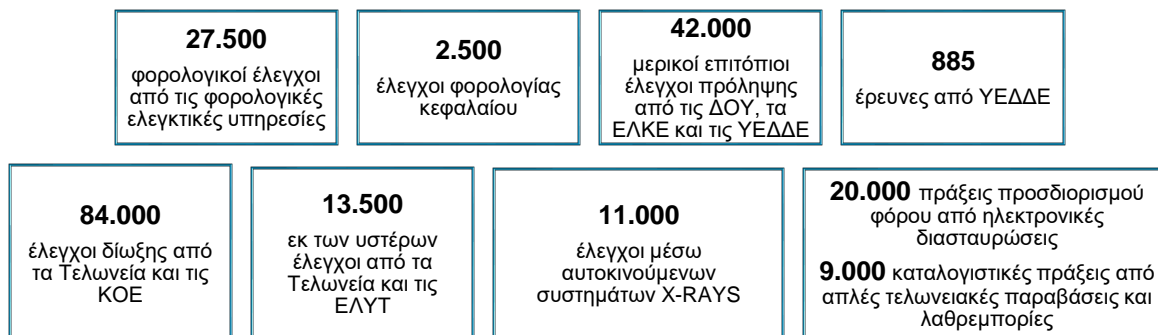 27.500
φορολογικοί έλεγχοι
από τις φορολογικές
ελεγκτικές υπηρεσίες
2.500
έλεγχοι φορολογίας
κεφαλαίου
42.000
μερικοί επιτόπιοι
έλεγχοι πρόληψης
από τις ΔΟΥ, τα
ΕΛΚΕ και τις ΥΕΔΔΕ
885
έρευνες από ΥΕΔΔΕ
84.000
έλεγχοι δίωξης από
τα Τελωνεία και τις
ΚΟΕ
13.500
εκ των υστέρων
έλεγχοι από τα
Τελωνεία και τις
ΕΛΥΤ
11.000
έλεγχοι μέσω
αυτοκινούμενων
συστημάτων X-RAYS
20.000 πράξεις προσδιορισμού
φόρου από ηλεκτρονικές
διασταυρώσεις
9.000 καταλογιστικές πράξεις από
απλές τελωνειακές παραβάσεις και
λαθρεμπορίες